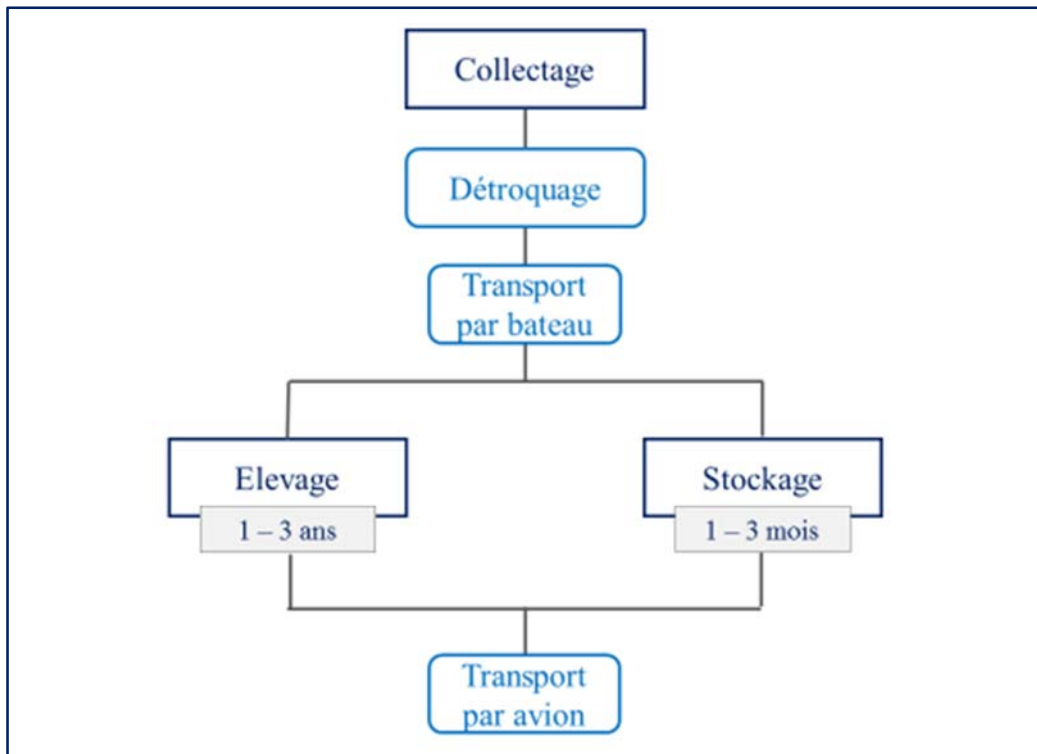 Collectage
Détroquage
Transport
par bateau
Elevage
1 – 3 ans
Stockage
1 – 3 mois
Transport
par avion